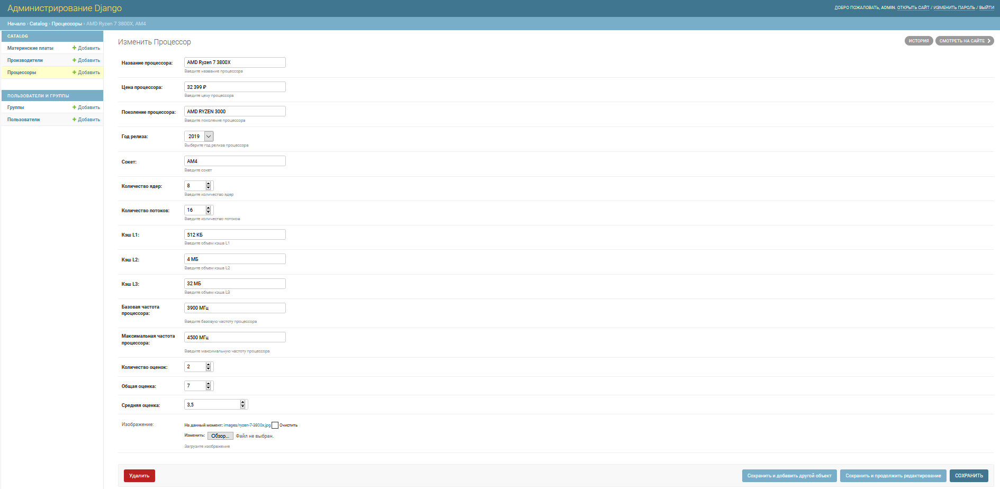 Администрирование Django
ДОБРО ПОЖАЛОВАТЬ, ADMIN. ОТКРЫТЬ САЙТ / ИЗМЕНИТЬ ПАРОЛЬ / ВЫЙТИ
Начало › Catalog › Процессоры › AMD Ryzen 7 3800X, AM4
CATALOG
Материнские платы + Добавить
Производители + Добавить
Процессоры + Добавить
ПОЛЬЗОВАТЕЛИ И ГРУППЫ
Группы + Добавить
Пользователи + Добавить
Изменить Процессор
ИСТОРИЯ
СМОТРЕТЬ НА САЙТЕ
Название процессора: AMD Ryzen 7 3800X
Введите название процессора
Цена процессора: 32 399 ₽
Введите цену процессора
Поколение процессора: AMD RYZEN 3000
Введите поколение процессора
Год релиза: 2019
Выберите год релиза процессора
Сокет: AM4
Введите сокет
Количество ядер: 8
Введите количество ядер
Количество потоков: 16
Введите количество потоков
Кэш L1: 512 КБ
Введите объем кэша L1
Кэш L2: 4 МБ
Введите объем кэша L2
Кэш L3: 32 МБ
Введите объем кэша L3
Базовая частота
процессора: 3900 МГц
Введите базовую частоту процессора
Максимальная частота
процессора: 4500 МГц
Введите максимальную частоту процессора
Количество оценок: 2
Общая оценка: 7
Средняя оценка: 3,5
Изображение: На данный момент: images/ryzen-7-3800x.jpg Очистить
Изменить: Обзор... Файл не выбран.
Загрузите изображение
Удалить
Сохранить и добавить другой объект
Сохранить и продолжить редактирование
СОХРАНИТЬ